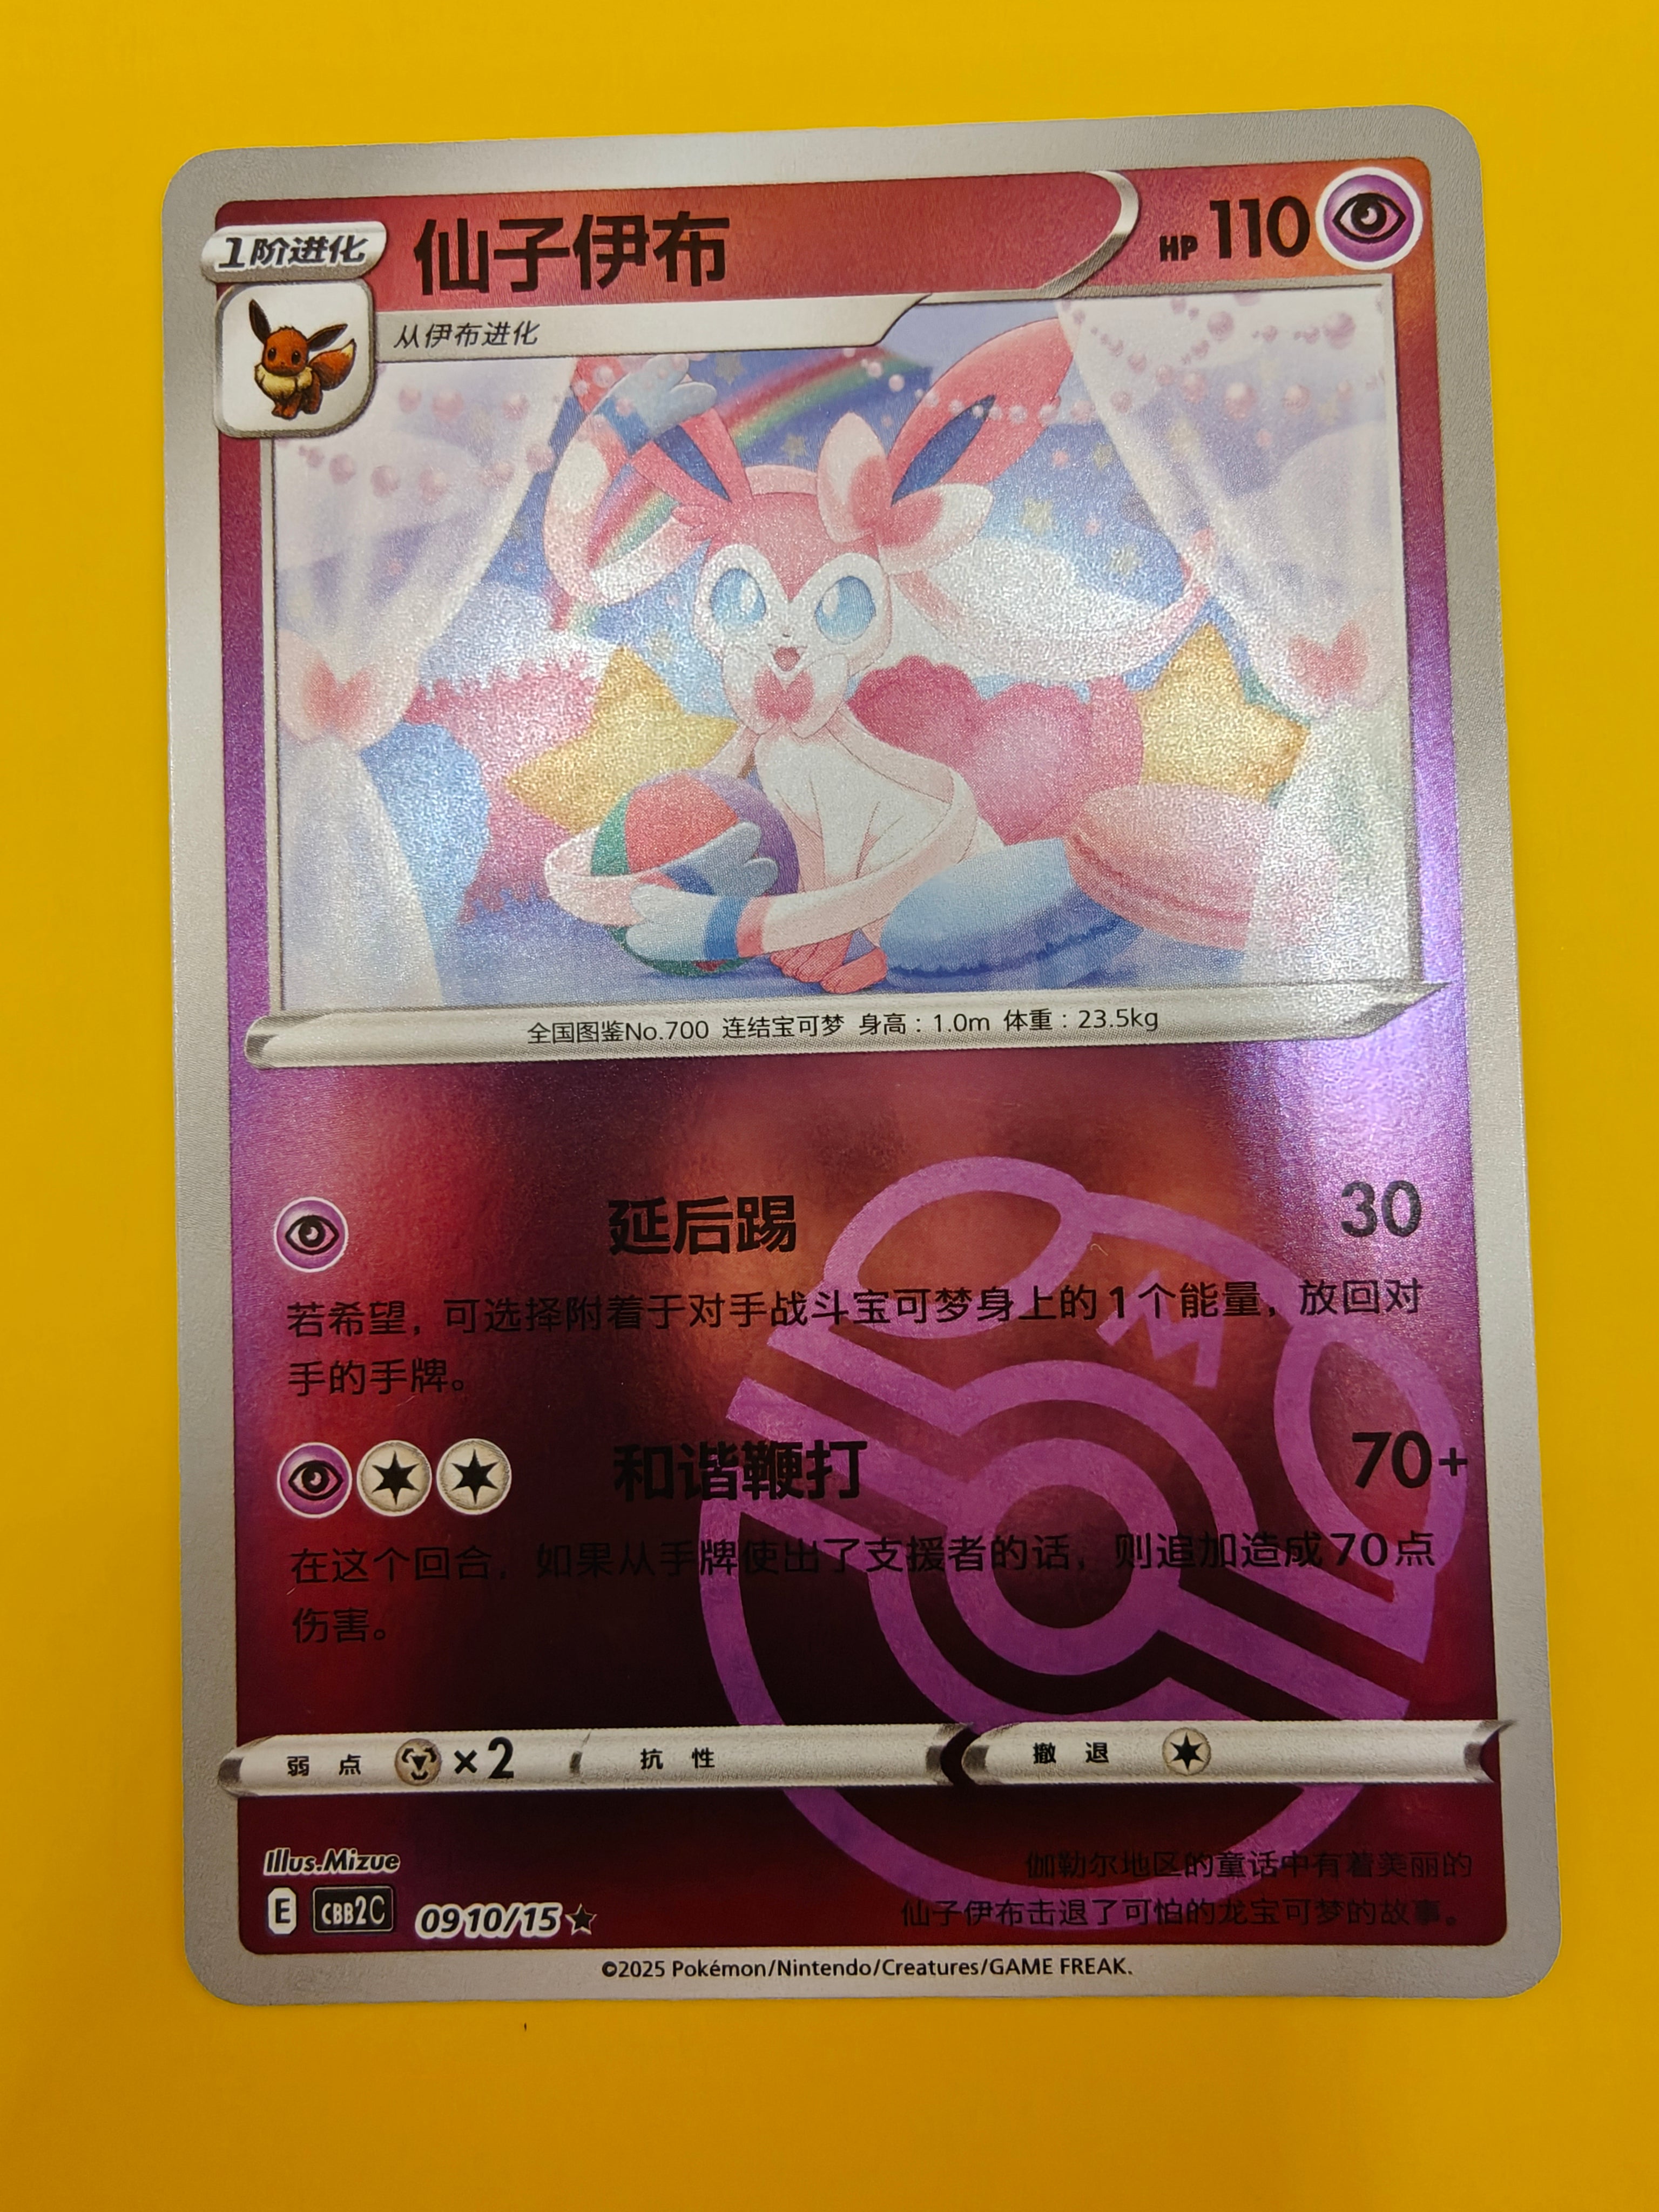 1阶进化
仙子伊布
HP 110
从伊布进化
全国图鉴No.700 连结宝可梦 身高：1.0m 体重：23.5kg
延后踢 30
若希望，可选择附着于对手战斗宝可梦身上的1个能量，放回对
手的手牌。
和谐鞭打 70+
在这个回合，如果从手牌使出了支援者的话，则追加造成70点
伤害。
弱点 ×2 抗性 撤退
Illus.Mizue
E CBB2C 0910/15
伽勒尔地区的童话中有着美丽的
仙子伊布击退了可怕的龙宝可梦的故事。
©2025 Pokémon/Nintendo/Creatures/GAME FREAK.